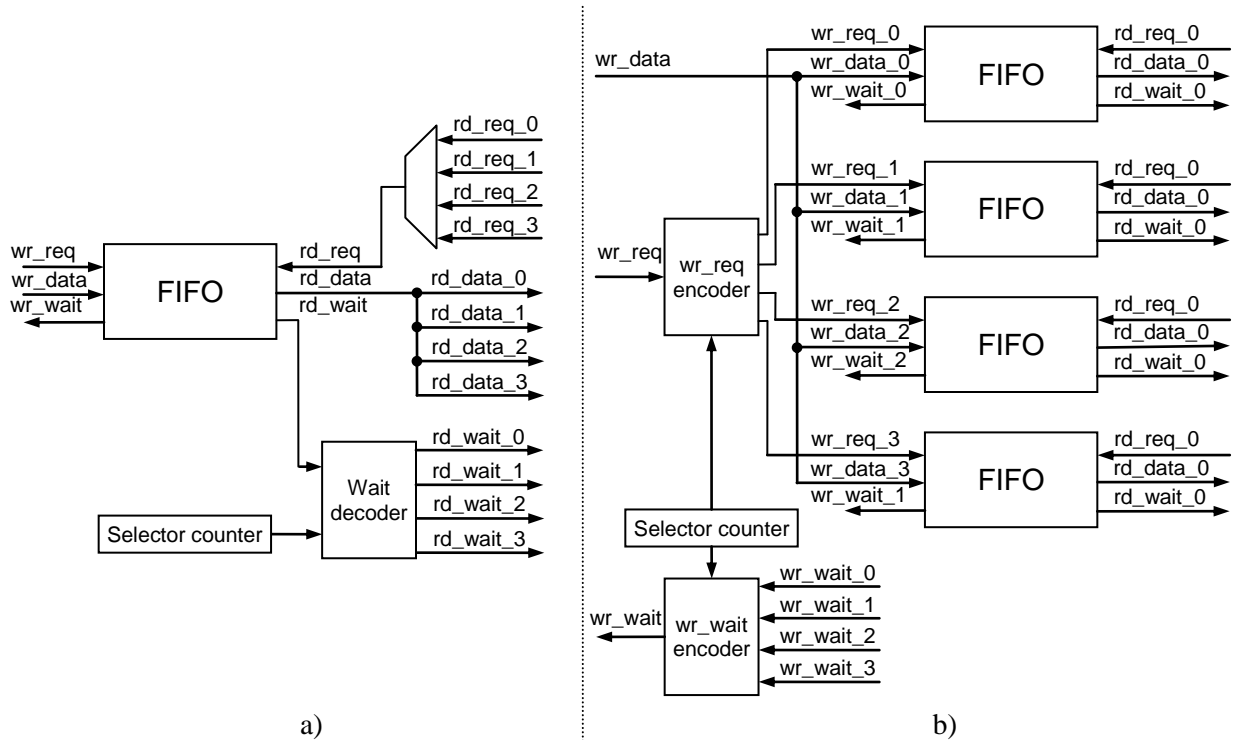 rd_req_0
rd_req_1
rd_req_2
rd_req_3
wr_req
wr_data
wr_wait
FIFO
rd_req
rd_data
rd_wait
rd_data_0
rd_data_1
rd_data_2
rd_data_3
Wait
decoder
rd_wait_0
rd_wait_1
rd_wait_2
rd_wait_3
Selector counter
a)
wr_data
wr_req_0
wr_data_0
wr_wait_0
FIFO
rd_req_0
rd_data_0
rd_wait_0
wr_req_1
wr_data_1
wr_wait_1
FIFO
rd_req_0
rd_data_0
rd_wait_0
wr_req
wr_req
encoder
wr_req_2
wr_data_2
wr_wait_2
FIFO
rd_req_0
rd_data_0
rd_wait_0
wr_req_3
wr_data_3
wr_wait_1
FIFO
rd_req_0
rd_data_0
rd_wait_0
Selector counter
wr_wait
wr_wait
encoder
wr_wait_0
wr_wait_1
wr_wait_2
wr_wait_3
b)